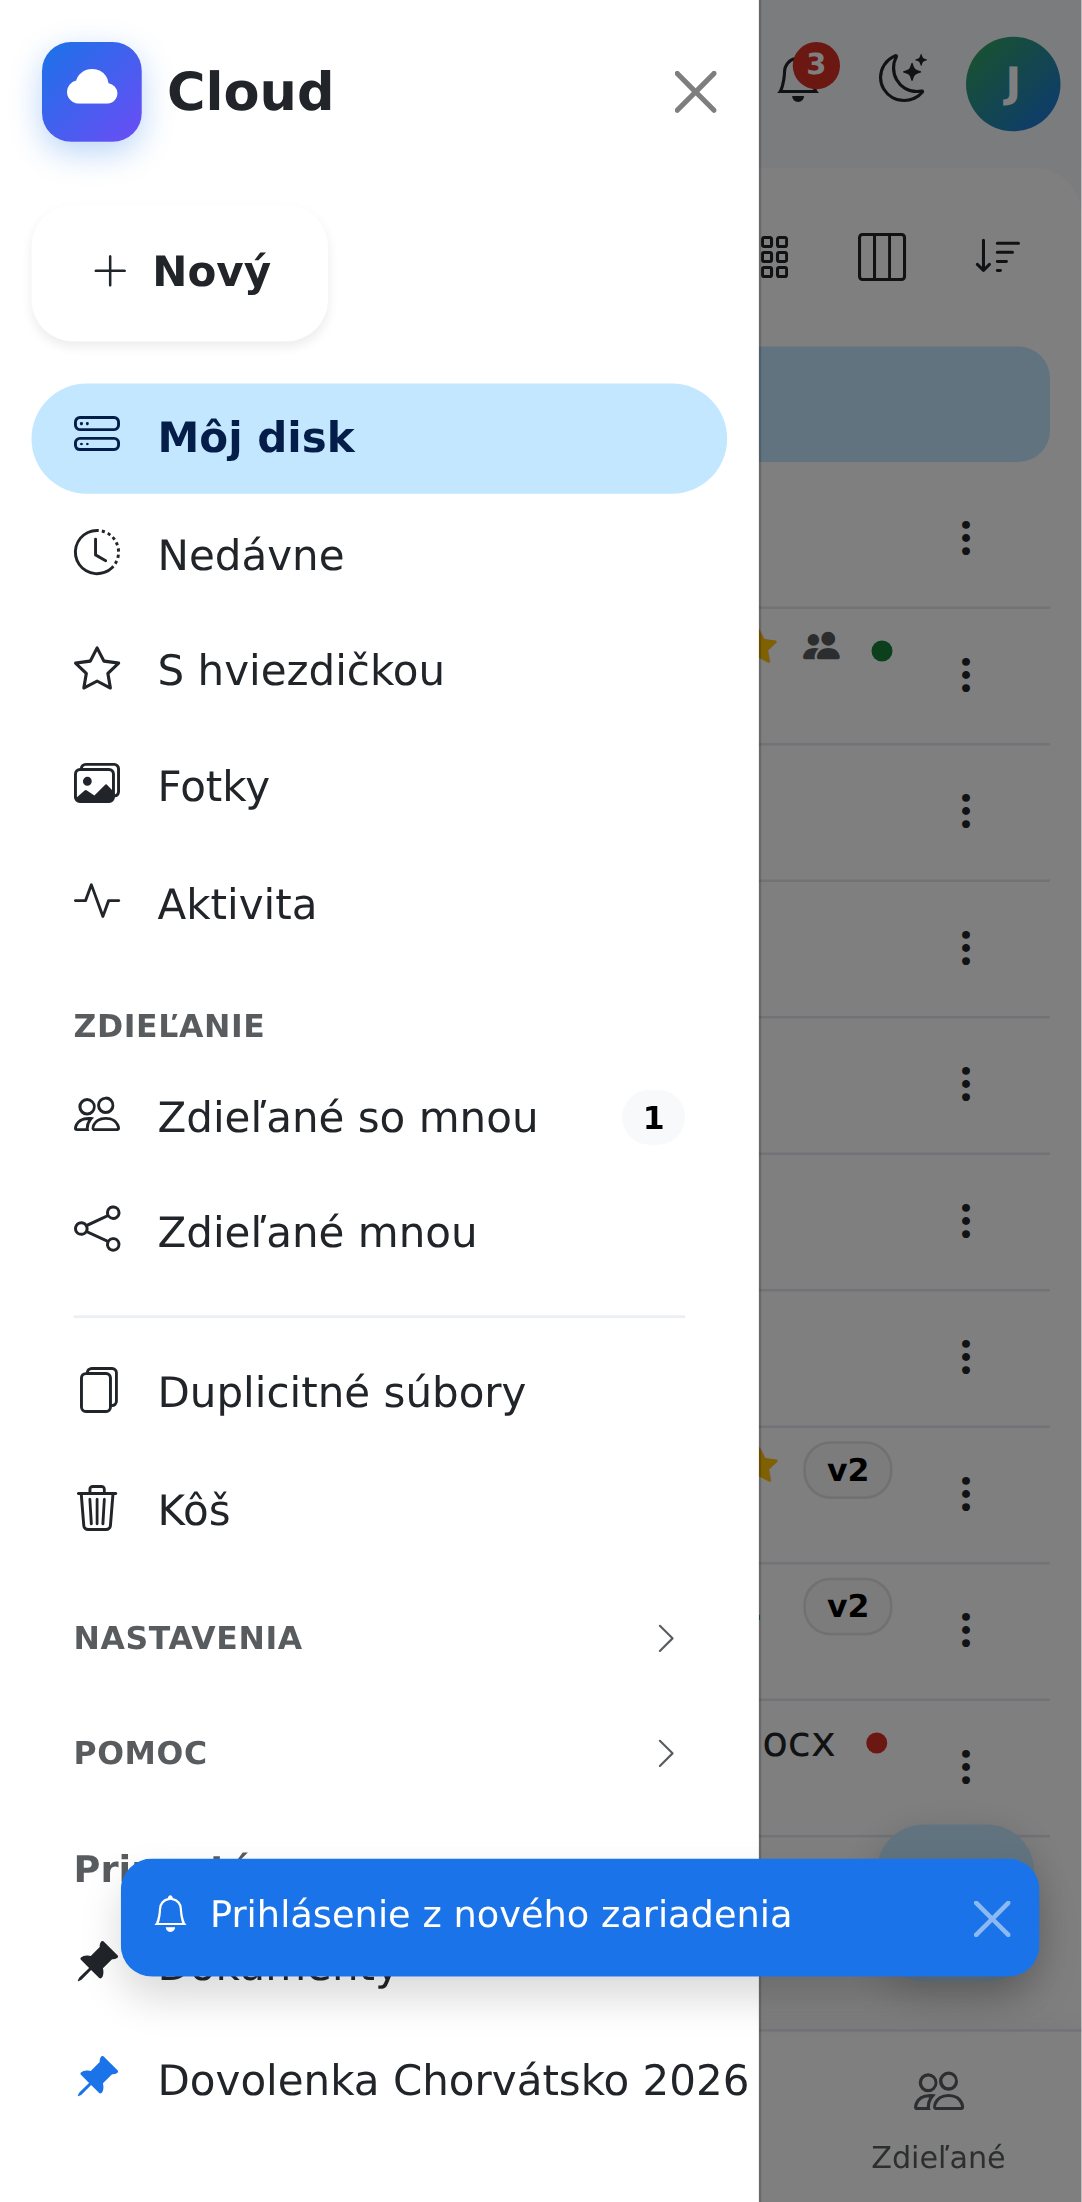 Cloud
3
J
Nový
Môj disk
Nedávne
S hviezdičkou
Fotky
Aktivita
ZDIEĽANIE
Zdieľané so mnou 1
Zdieľané mnou
Duplicitné súbory
v2
Kôš
v2
NASTAVENIA
ocx
POMOC
Prihlásenie z nového zariadenia
Dokumenty
Dovolenka Chorvátsko 2026
Zdieľané